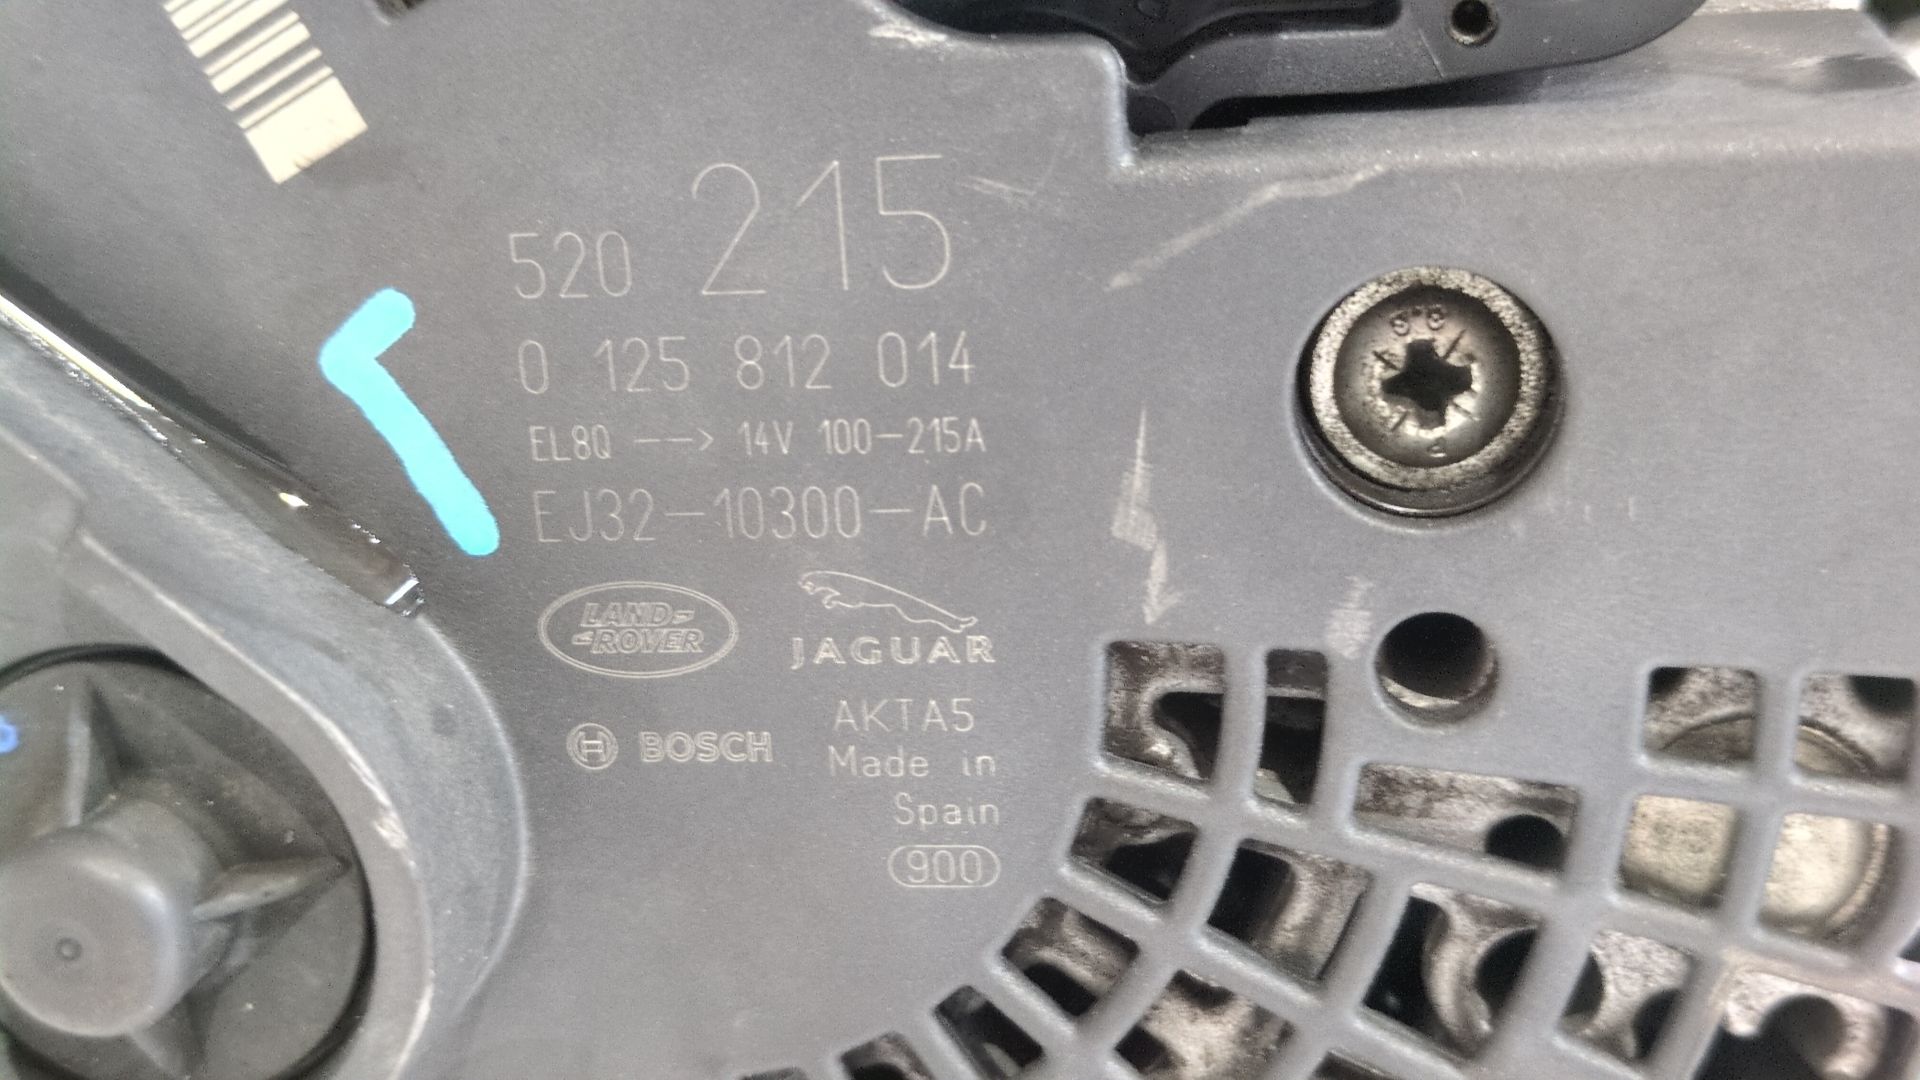 520 215
0 125 812 014
EL8Q --> 14V 100-215A
EJ32-10300-AC
LAND
ROVER
JAGUAR
BOSCH
AKTA5
Made in
Spain
900